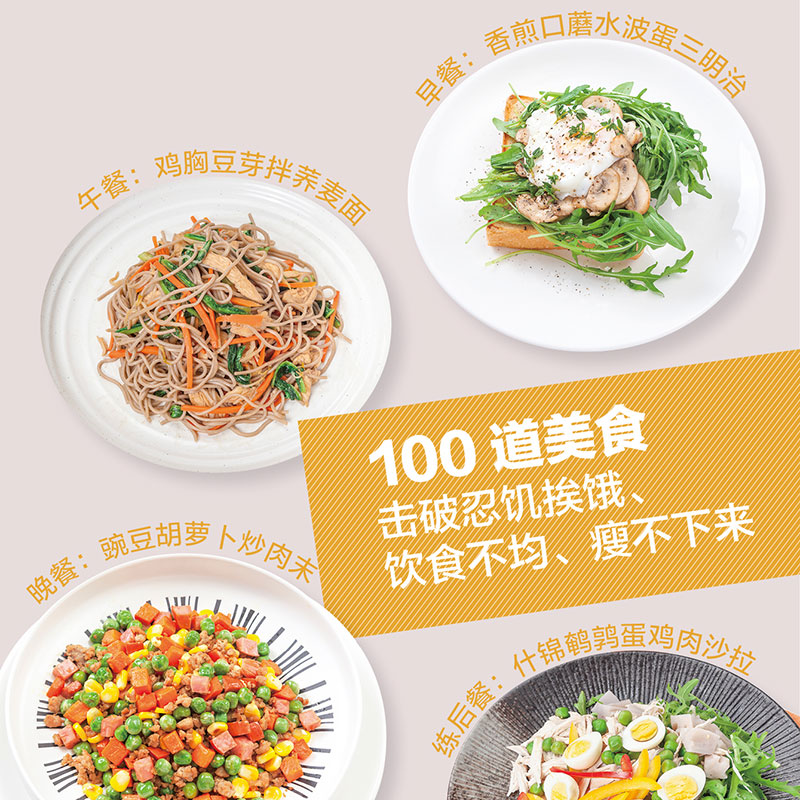 早餐：香煎口蘑水波蛋三明治
午餐：鸡胸豆芽拌荞麦面
100 道美食
击破忍饥挨饿、
饮食不均、瘦不下来
晚餐：豌豆胡萝卜炒肉末
练后餐：什锦鹌鹑蛋鸡肉沙拉